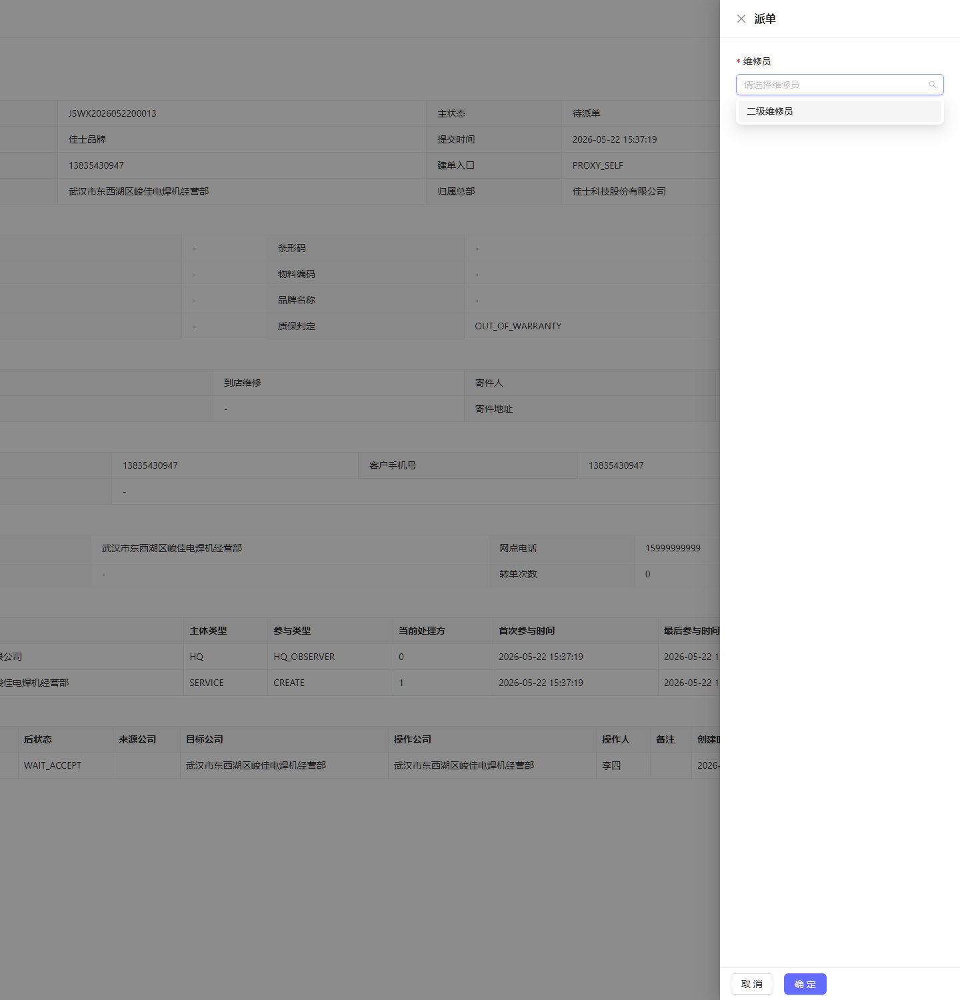 派单
* 维修员
请选择维修员
二级维修员
JSWX2026052200013 主状态 待派单
佳士品牌 提交时间 2026-05-22 15:37:19
13835430947 建单入口 PROXY_SELF
武汉市东西湖区峻佳电焊机经营部 归属总部 佳士科技股份有限公司
- 条形码 -
- 物料编码 -
- 品牌名称 -
- 质保判定 OUT_OF_WARRANTY
到店维修 寄件人
- 寄件地址
13835430947 客户手机号 13835430947
-
武汉市东西湖区峻佳电焊机经营部 网点电话 15999999999
- 转单次数 0
主体类型 参与类型 当前处理方 首次参与时间 最后参与时间
限公司 HQ HQ_OBSERVER 0 2026-05-22 15:37:19 2026-05-22 1
峻佳电焊机经营部 SERVICE CREATE 1 2026-05-22 15:37:19 2026-05-22 1
后状态 来源公司 目标公司 操作公司 操作人 备注 创建时
WAIT_ACCEPT 武汉市东西湖区峻佳电焊机经营部 武汉市东西湖区峻佳电焊机经营部 李四 2026-
取 消 确 定